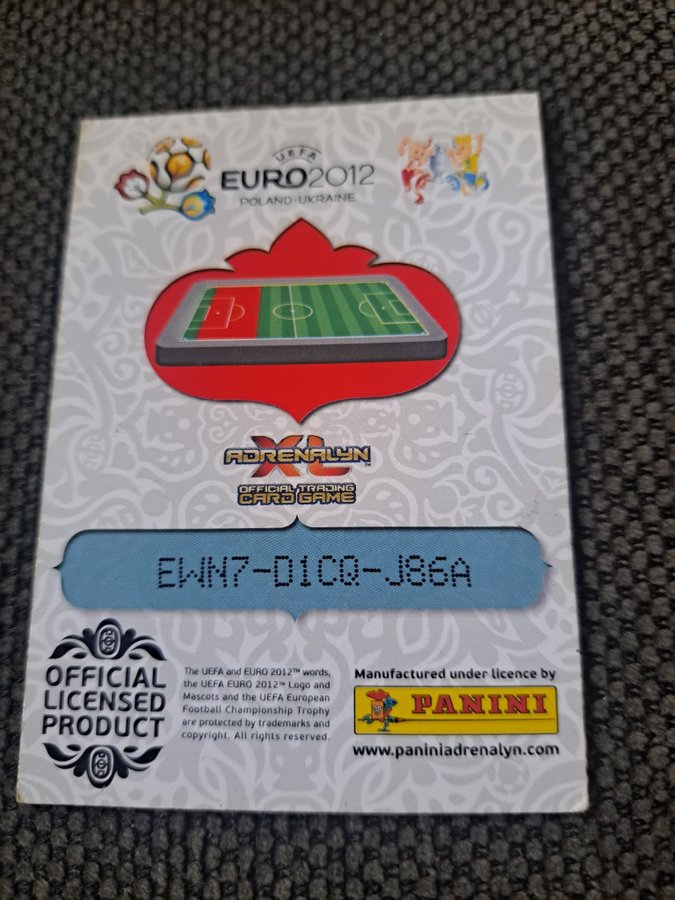 UEFA
EURO2012
POLAND-UKRAINE
ADRENALYN
XL™
OFFICIAL TRADING
CARD GAME
EWN7-D1CQ-J86A
OFFICIAL
LICENSED
PRODUCT
The UEFA and EURO 2012™ words,
the UEFA EURO 2012™ Logo and
Mascots and the UEFA European
Football Championship Trophy
are protected by trademarks and
copyright. All rights reserved.
Manufactured under licence by
PANINI
www.paniniadrenalyn.com